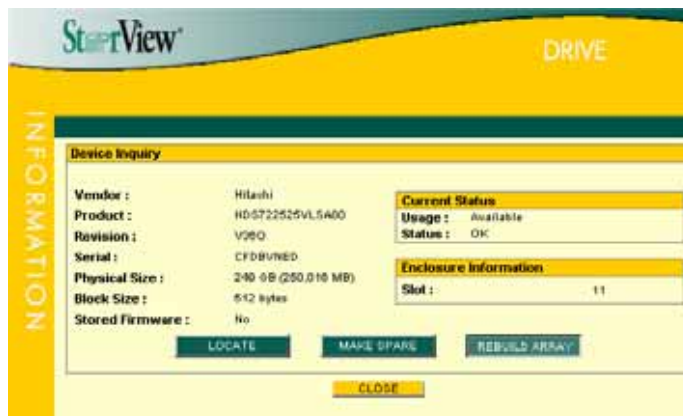 StorView
DRIVE
INFORMATION
Device Inquiry
Vendor : Hitachi
Product : HDS722525VLSA80
Revision : V36O
Serial : CFDBVNED
Physical Size : 240 GB (250,016 MB)
Block Size : 512 bytes
Stored Firmware : No
Current Status
Usage : Available
Status : OK
Enclosure Information
Slot : 11
LOCATE
MAKE SPARE
REBUILD ARRAY
CLOSE